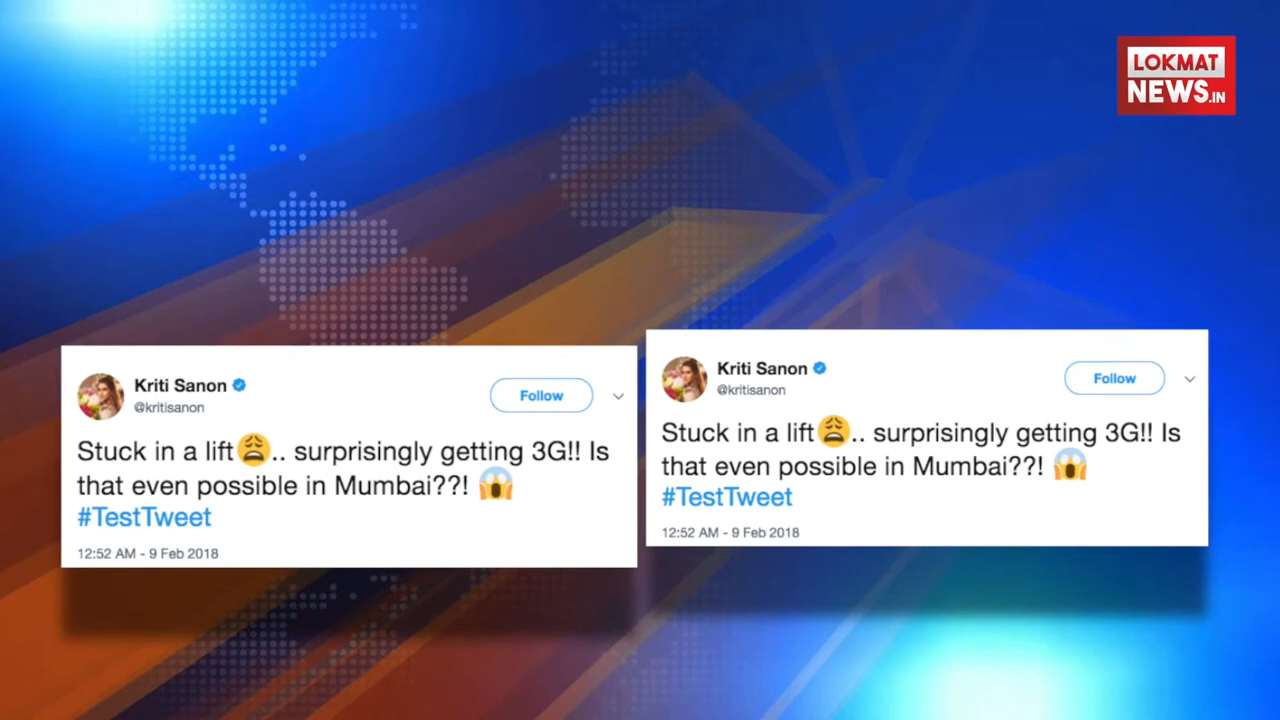 LOKMAT
NEWS.IN
Kriti Sanon
@kritisanon
Follow
Stuck in a lift😩.. surprisingly getting 3G!! Is
that even possible in Mumbai??! 😱
#TestTweet
12:52 AM - 9 Feb 2018
Kriti Sanon
@kritisanon
Follow
Stuck in a lift😩.. surprisingly getting 3G!! Is
that even possible in Mumbai??! 😱
#TestTweet
12:52 AM - 9 Feb 2018